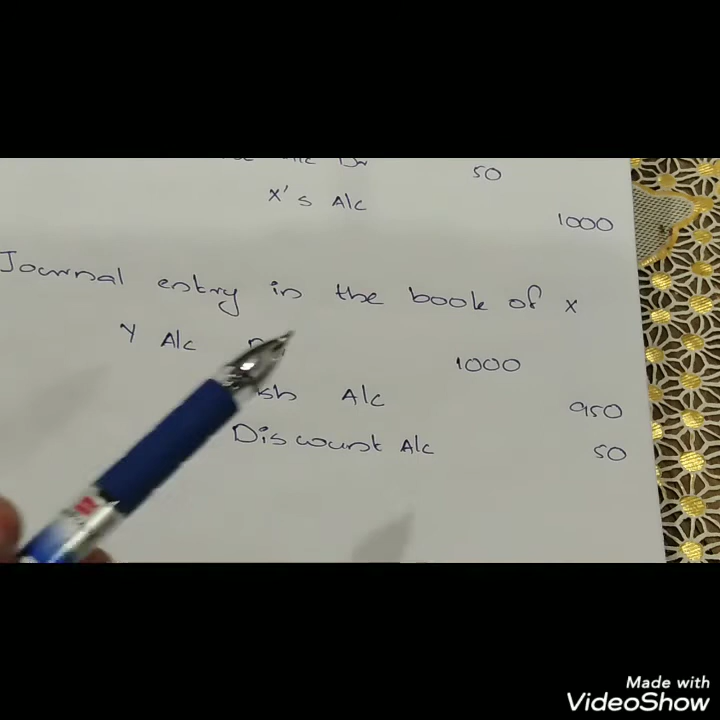 50
X's A/c
1000
Journal entry in the book of x
Y A/c 1000
A/c 950
Discount A/c 50
Made with
VideoShow